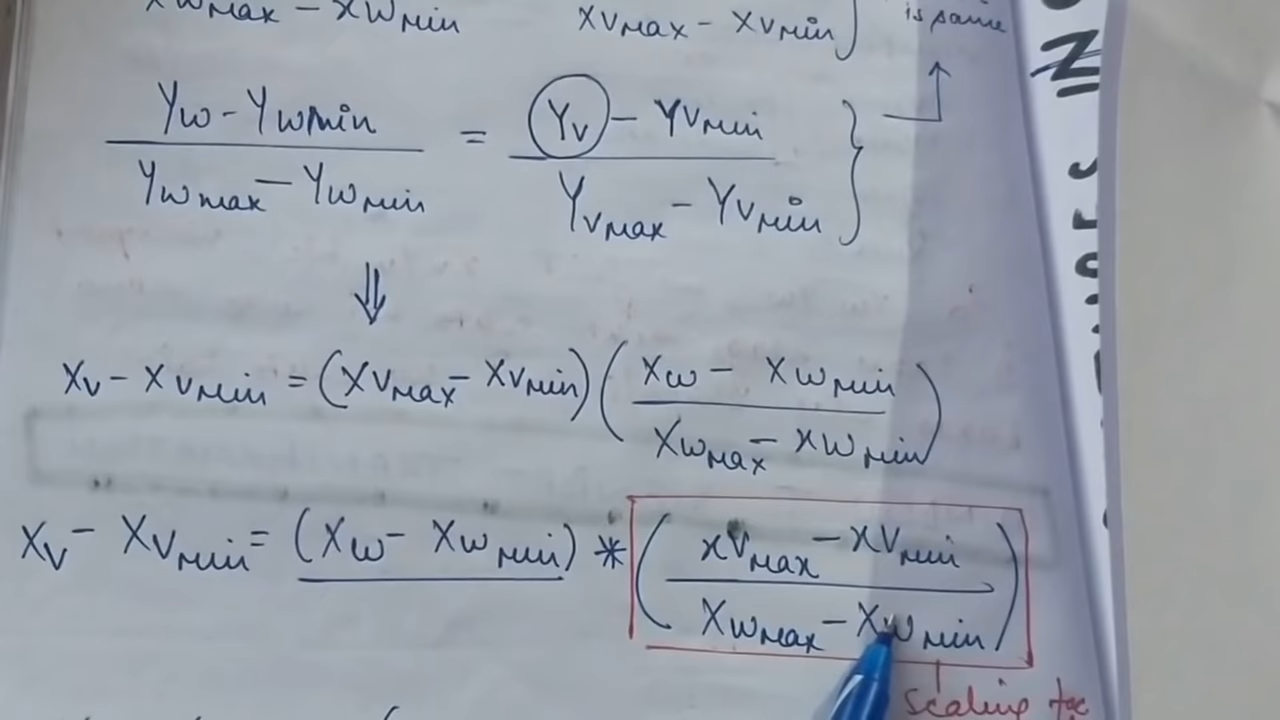 Xwmax - Xwmin XVmax - XVmin } is same
Yw - Ywmin = Yv - YVmin }
Ywmax - Ywmin YVmax - YVmin
⇓
Xv - XVmin = (XVmax - XVmin) ( Xw - Xwmin
Xwmax - Xwmin )
Xv - XVmin = (Xw - Xwmin) * ( XVmax - XVmin
Xwmax - Xwmin )
scaling